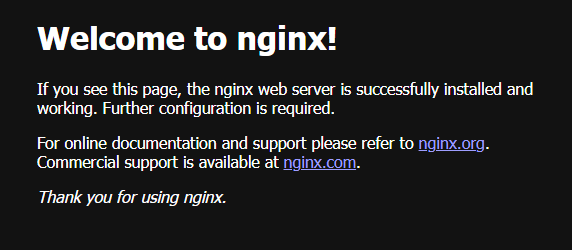 Welcome to nginx!
If you see this page, the nginx web server is successfully installed and
working. Further configuration is required.
For online documentation and support please refer to nginx.org.
Commercial support is available at nginx.com.
Thank you for using nginx.